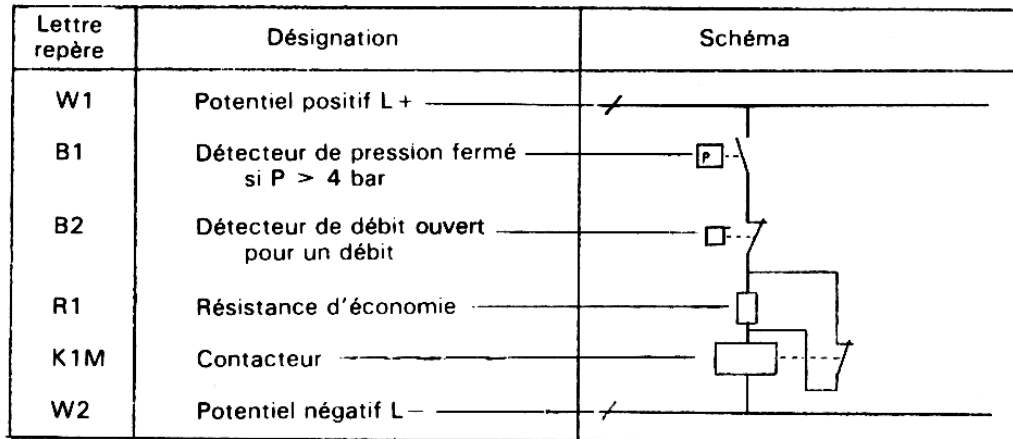 Lettre repère Désignation Schéma
W1 Potentiel positif L +
B1 Détecteur de pression fermé
si P > 4 bar
P
B2 Détecteur de débit ouvert
pour un débit
R1 Résistance d'économie
K1M Contacteur
W2 Potentiel négatif L –